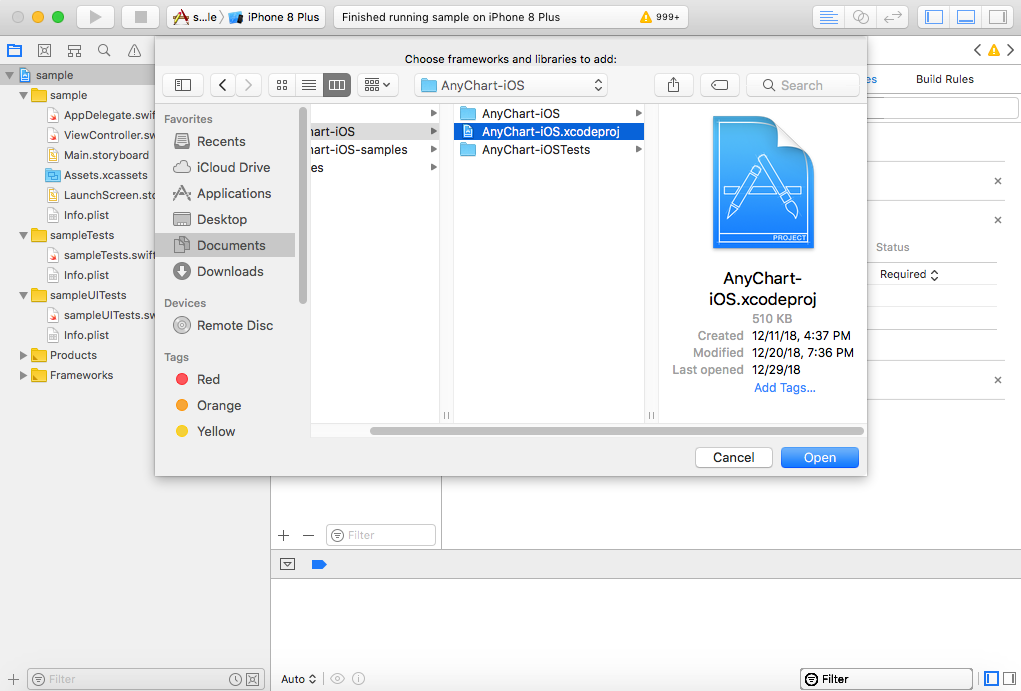 s...le
iPhone 8 Plus
Finished running sample on iPhone 8 Plus
999+
Choose frameworks and libraries to add:
AnyChart-iOS
Search
Build Rules
sample
sample
AppDelegate.swif
ViewController.sw
Main.storyboard
Assets.xcassets
LaunchScreen.sto
Info.plist
sampleTests
sampleTests.swift
Info.plist
sampleUITests
sampleUITests.sw
Info.plist
Products
Frameworks
Favorites
Recents
iCloud Drive
Applications
Desktop
Documents
Downloads
Devices
Remote Disc
Tags
Red
Orange
Yellow
hart-iOS
hart-iOS-samples
es
AnyChart-iOS
AnyChart-iOS.xcodeproj
AnyChart-iOSTests
PROJECT
AnyChart-
iOS.xcodeproj
510 KB
Created 12/11/18, 4:37 PM
Modified 12/20/18, 7:36 PM
Last opened 12/29/18
Add Tags...
Cancel
Open
es
Status
Required
Filter
Filter
Auto
Filter